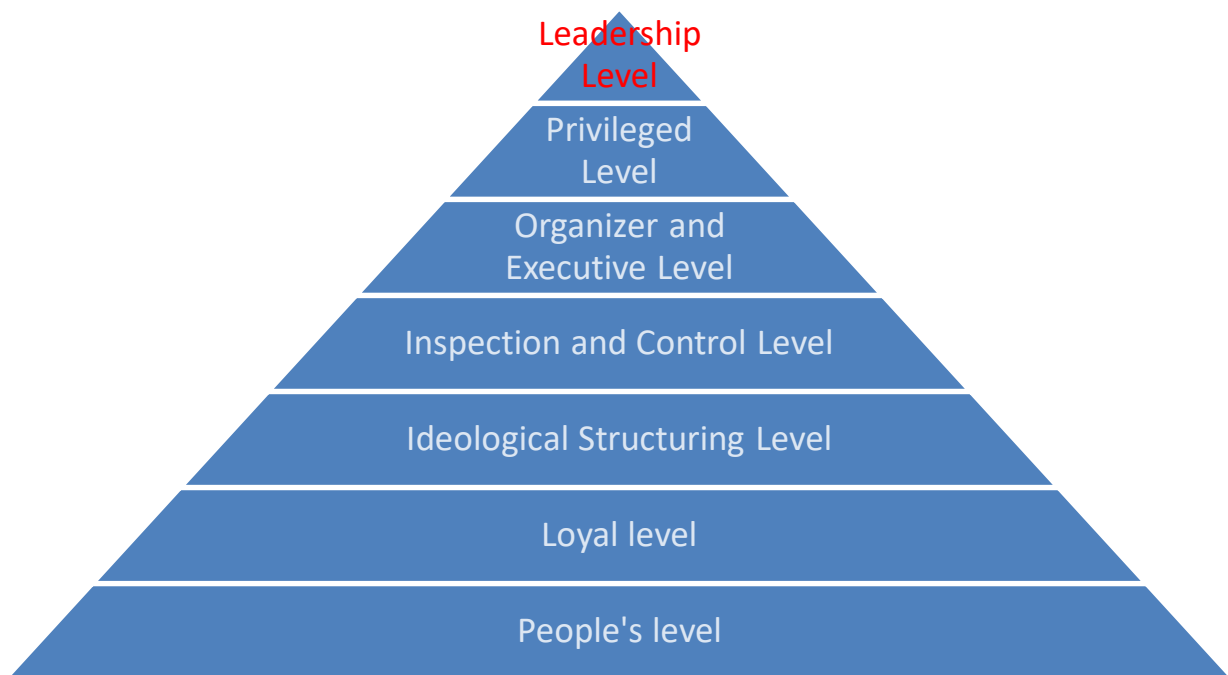 Leadership
Level
Privileged
Level
Organizer and
Executive Level
Inspection and Control Level
Ideological Structuring Level
Loyal level
People's level